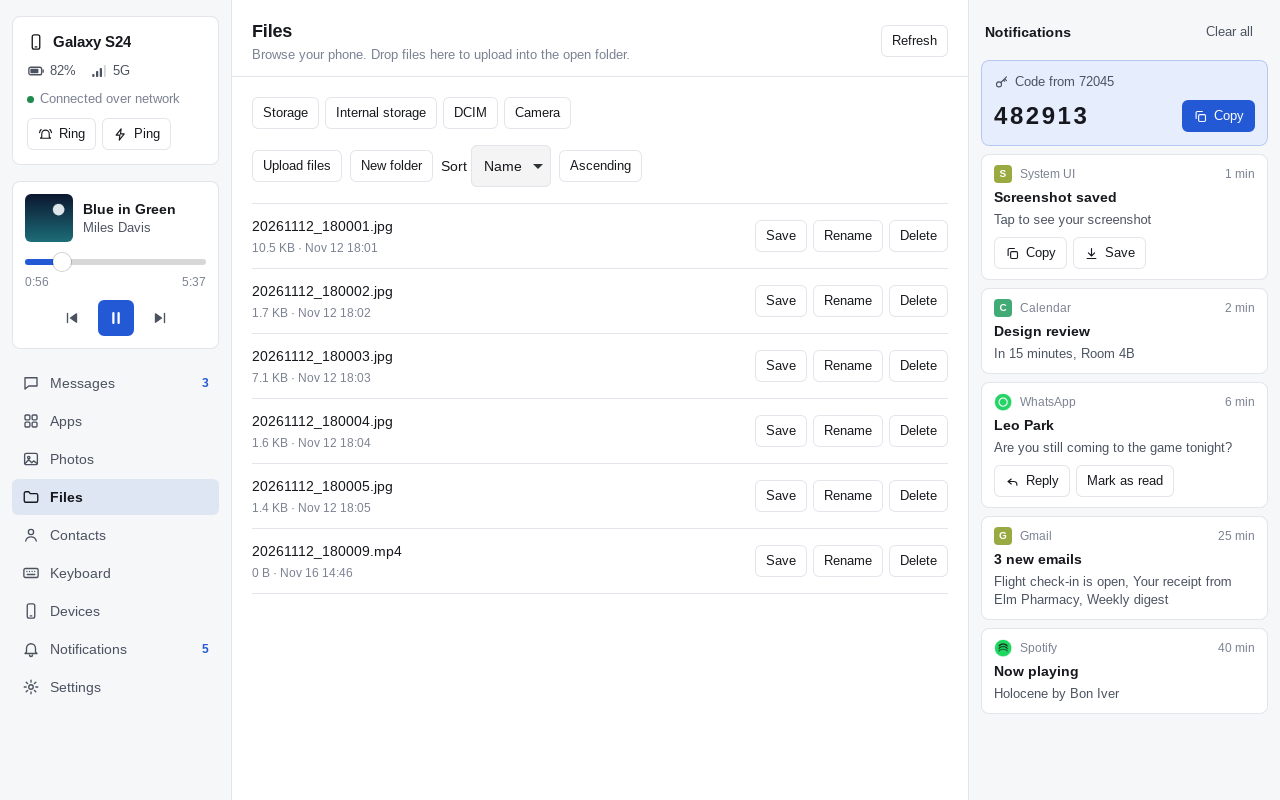 Galaxy S24
82% 5G
Connected over network
Ring Ping
Blue in Green
Miles Davis
0:56 5:37
Messages 3
Apps
Photos
Files
Contacts
Keyboard
Devices
Notifications 5
Settings
Files
Browse your phone. Drop files here to upload into the open folder.
Refresh
Storage Internal storage DCIM Camera
Upload files New folder Sort Name Ascending
20261112_180001.jpg
10.5 KB · Nov 12 18:01
Save Rename Delete
20261112_180002.jpg
1.7 KB · Nov 12 18:02
Save Rename Delete
20261112_180003.jpg
7.1 KB · Nov 12 18:03
Save Rename Delete
20261112_180004.jpg
1.6 KB · Nov 12 18:04
Save Rename Delete
20261112_180005.jpg
1.4 KB · Nov 12 18:05
Save Rename Delete
20261112_180009.mp4
0 B · Nov 16 14:46
Save Rename Delete
Notifications Clear all
Code from 72045
482913 Copy
S System UI 1 min
Screenshot saved
Tap to see your screenshot
Copy Save
C Calendar 2 min
Design review
In 15 minutes, Room 4B
WhatsApp 6 min
Leo Park
Are you still coming to the game tonight?
Reply Mark as read
G Gmail 25 min
3 new emails
Flight check-in is open, Your receipt from
Elm Pharmacy, Weekly digest
Spotify 40 min
Now playing
Holocene by Bon Iver